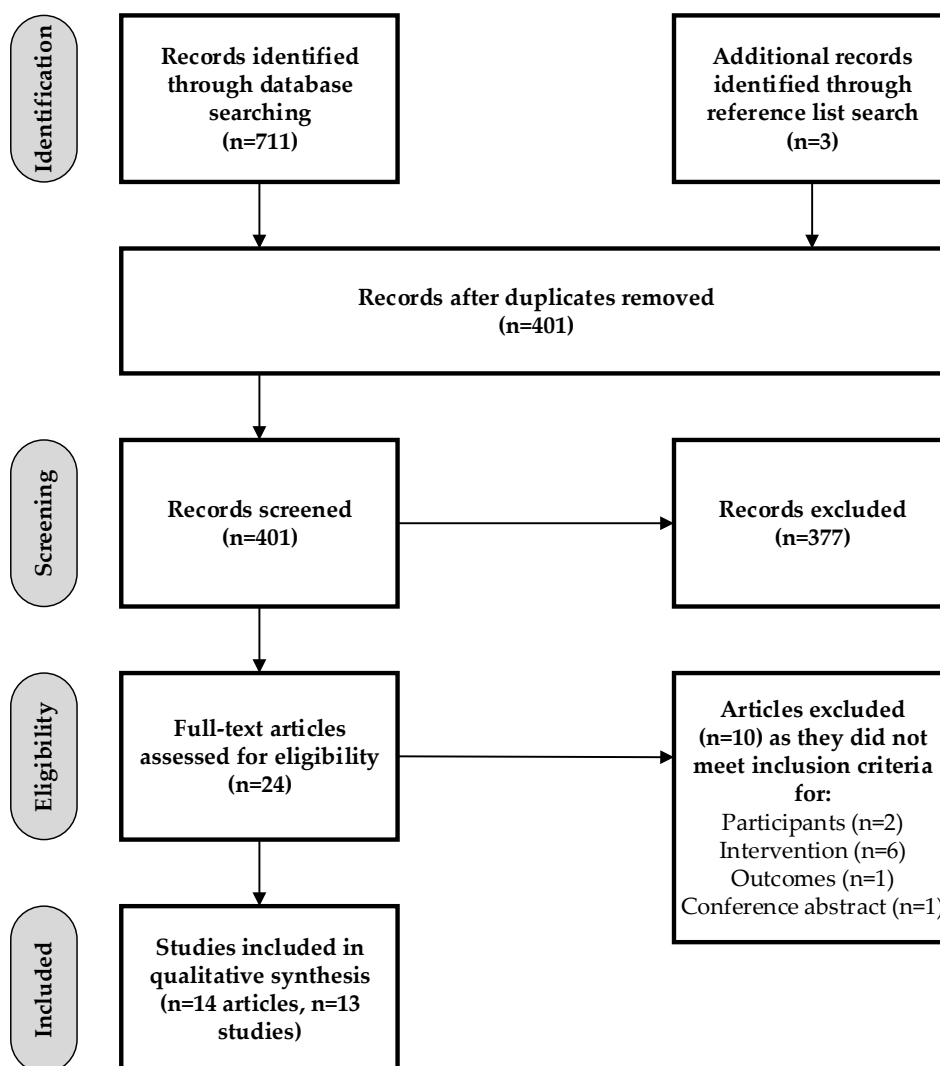 Identification
Records identified
through database
searching
(n=711)
Additional records
identified through
reference list search
(n=3)
Records after duplicates removed
(n=401)
Screening
Records screened
(n=401)
Records excluded
(n=377)
Eligibility
Full-text articles
assessed for eligibility
(n=24)
Articles excluded
(n=10) as they did not
meet inclusion criteria
for:
Participants (n=2)
Intervention (n=6)
Outcomes (n=1)
Conference abstract (n=1)
Included
Studies included in
qualitative synthesis
(n=14 articles, n=13
studies)